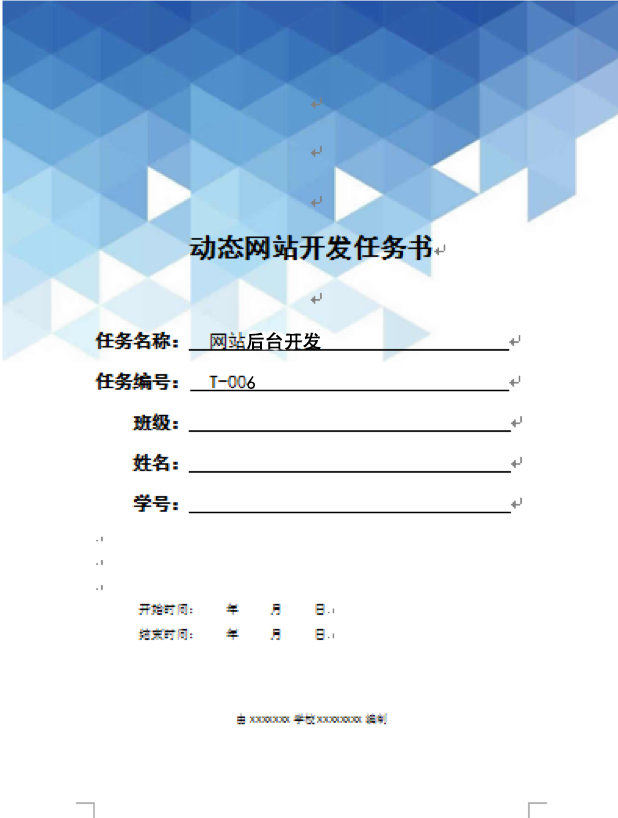 动态网站开发任务书
任务名称： 网站后台开发
任务编号： T-006
班级：
姓名：
学号：
开始时间： 年 月 日
结束时间： 年 月 日
由 xxxxxxx 学校 xxxxxxxx 编制